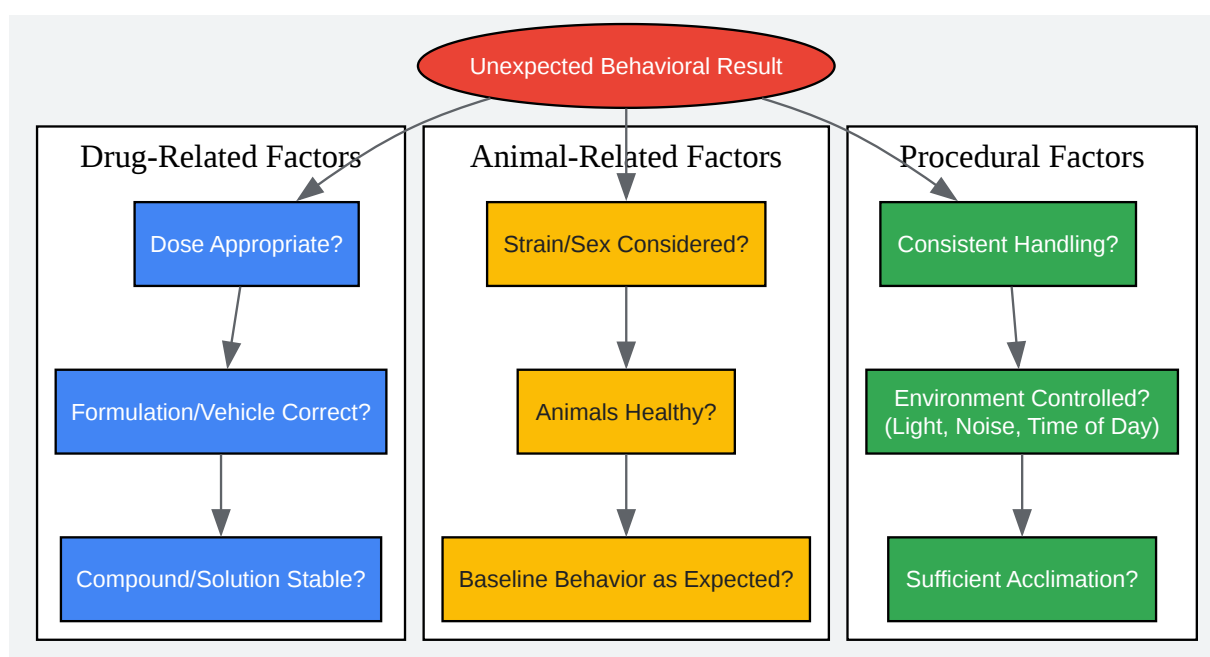 Unexpected Behavioral Result
Drug-Related Factors
Dose Appropriate?
Formulation/Vehicle Correct?
Compound/Solution Stable?
Animal-Related Factors
Strain/Sex Considered?
Animals Healthy?
Baseline Behavior as Expected?
Procedural Factors
Consistent Handling?
Environment Controlled?
(Light, Noise, Time of Day)
Sufficient Acclimation?